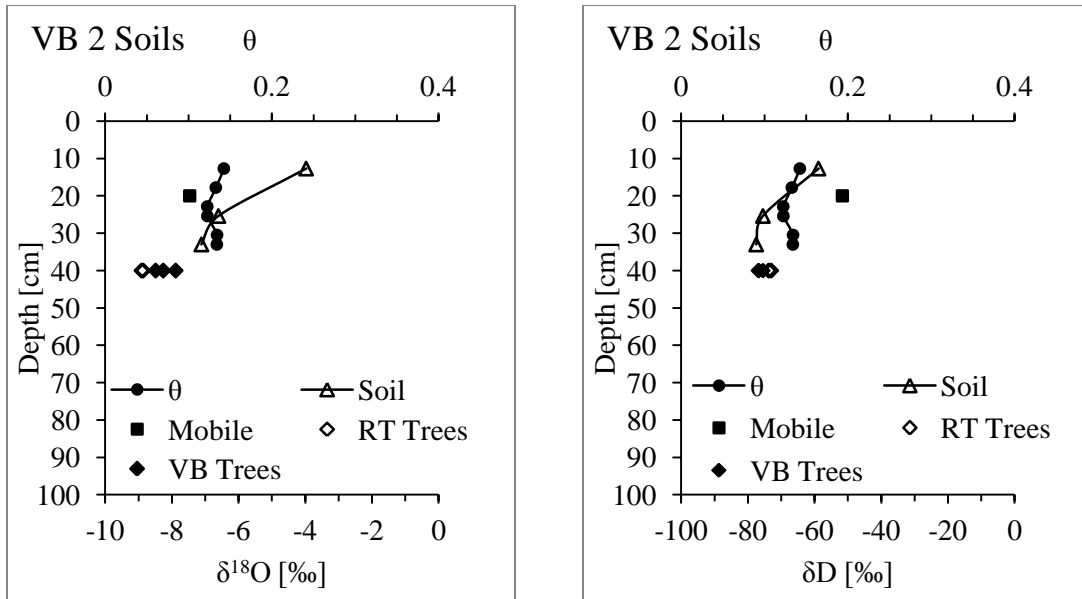 VB 2 Soils θ
0 0.2 0.4
0
10
20
30
40
50
60
70
80
90
100
Depth [cm]
θ Soil
Mobile RT Trees
VB Trees
-10 -8 -6 -4 -2 0
δ¹⁸O [‰]
VB 2 Soils θ
0 0.2 0.4
0
10
20
30
40
50
60
70
80
90
100
Depth [cm]
θ Soil
Mobile RT Trees
VB Trees
-100 -80 -60 -40 -20 0
δD [‰]